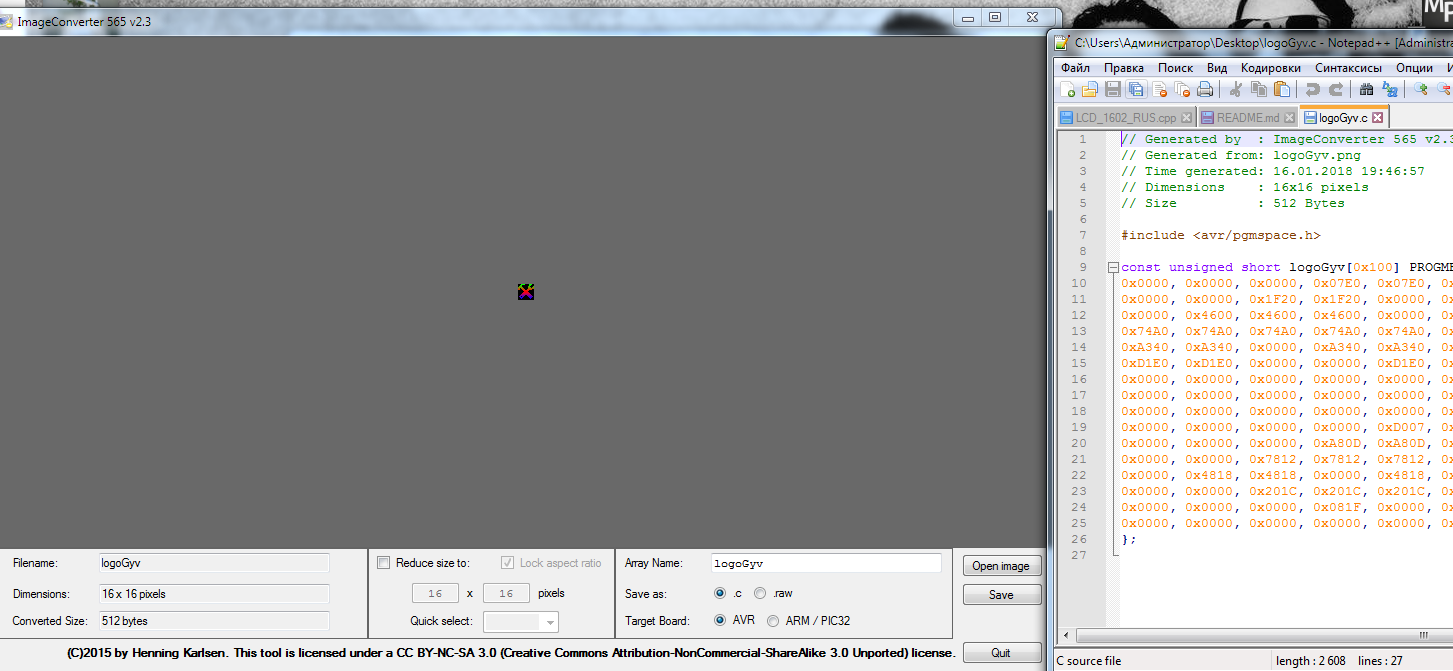 ImageConverter 565 v2.3
Filename:
logoGyv
Dimensions:
16 x 16 pixels
Converted Size:
512 bytes
Reduce size to:
Lock aspect ratio
16 x 16 pixels
Quick select:
Array Name:
logoGyv
Save as:
.c
.raw
Target Board:
AVR
ARM / PIC32
Open image
Save
Quit
(C)2015 by Henning Karlsen. This tool is licensed under a CC BY-NC-SA 3.0 (Creative Commons Attribution-NonCommercial-ShareAlike 3.0 Unported) license.
C:\Users\Администратор\Desktop\logoGyv.c - Notepad++ [Administra
Файл Правка Поиск Вид Кодировки Синтаксисы Опции
LCD_1602_RUS.cpp README.md logoGyv.c
1 // Generated by  : ImageConverter 565 v2.3
2 // Generated from: logoGyv.png
3 // Time generated: 16.01.2018 19:46:57
4 // Dimensions    : 16x16 pixels
5 // Size          : 512 Bytes
6
7 #include <avr/pgmspace.h>
8
9 const unsigned short logoGyv[0x100] PROGME
10 0x0000, 0x0000, 0x0000, 0x07E0, 0x07E0, 0x
11 0x0000, 0x0000, 0x1F20, 0x1F20, 0x0000, 0x
12 0x0000, 0x4600, 0x4600, 0x4600, 0x0000, 0x
13 0x74A0, 0x74A0, 0x74A0, 0x74A0, 0x74A0, 0x
14 0xA340, 0xA340, 0x0000, 0xA340, 0xA340, 0x
15 0xD1E0, 0xD1E0, 0x0000, 0x0000, 0xD1E0, 0x
16 0x0000, 0x0000, 0x0000, 0x0000, 0x0000, 0x
17 0x0000, 0x0000, 0x0000, 0x0000, 0x0000, 0x
18 0x0000, 0x0000, 0x0000, 0x0000, 0x0000, 0x
19 0x0000, 0x0000, 0x0000, 0x0000, 0xD007, 0x
20 0x0000, 0x0000, 0x0000, 0xA80D, 0xA80D, 0x
21 0x0000, 0x0000, 0x7812, 0x7812, 0x7812, 0x
22 0x0000, 0x4818, 0x4818, 0x0000, 0x4818, 0x
23 0x0000, 0x0000, 0x201C, 0x201C, 0x201C, 0x
24 0x0000, 0x0000, 0x0000, 0x081F, 0x0000, 0x
25 0x0000, 0x0000, 0x0000, 0x0000, 0x0000, 0x
26 };
27
C source file
length : 2 608 lines : 27